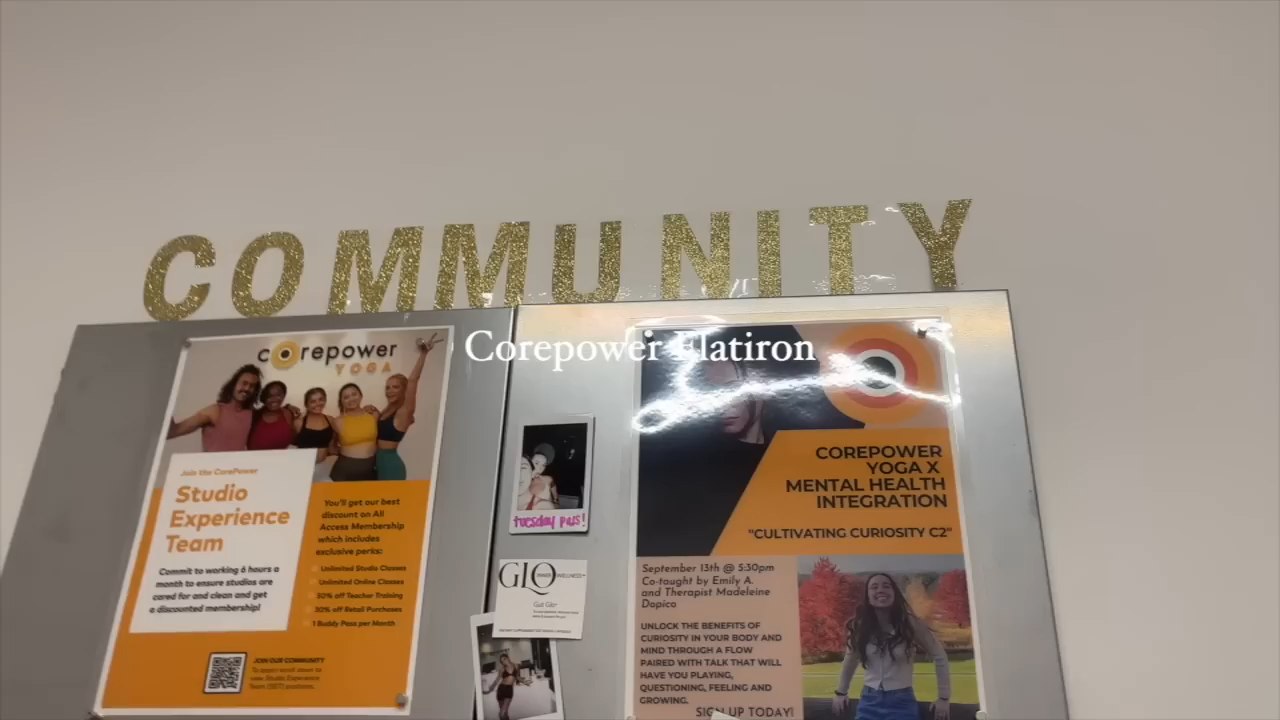 COMMUNITY
Corepower Flatiron
corepower
YOGA
Join the CorePower
Studio
Experience
Team
Commit to working 6 hours a
month to ensure studios are
cared for and clean and get
a discounted membership!
You'll get our best
discount on All
Access Membership
which includes
exclusive perks:
Unlimited Studio Classes
Unlimited Online Classes
50% off Teacher Training
30% off Retail Purchases
1 Buddy Pass per Month
JOIN OUR COMMUNITY
tuesday pals!
GLO INNER WELLNESS
Gut Glo
COREPOWER
YOGA X
MENTAL HEALTH
INTEGRATION
"CULTIVATING CURIOSITY C2"
September 13th @ 5:30pm
Co-taught by Emily A.
and Therapist Madeleine
Dopico
UNLOCK THE BENEFITS OF
CURIOSITY IN YOUR BODY AND
MIND THROUGH A FLOW
PAIRED WITH TALK THAT WILL
HAVE YOU PLAYING,
QUESTIONING, FEELING AND
GROWING.
SIGN UP TODAY!